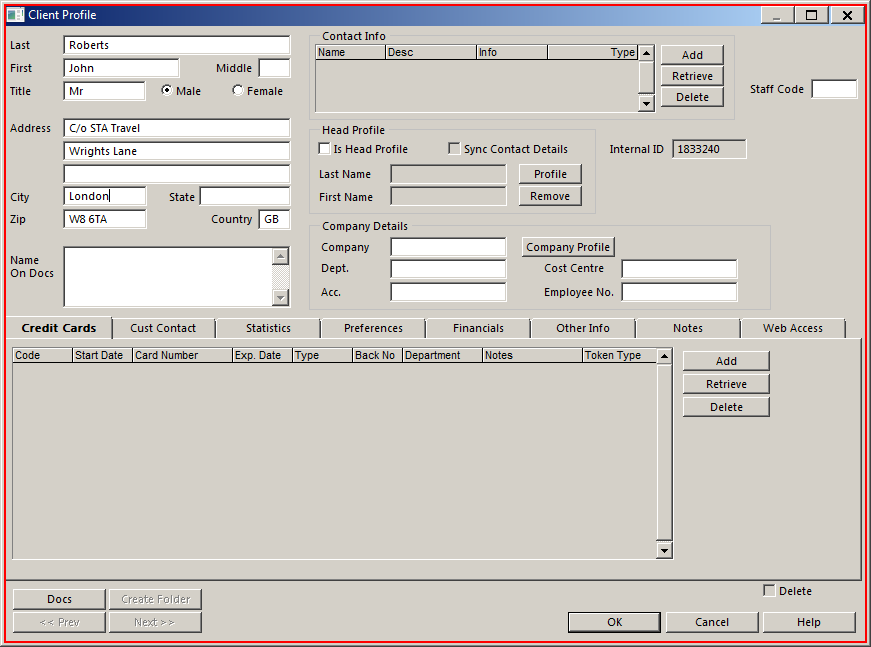 Client Profile
Last Roberts
First John Middle
Title Mr Male Female
Address C/o STA Travel
Wrights Lane
City London State
Zip W8 6TA Country GB
Name
On Docs
Contact Info
Name Desc Info Type
Add
Retrieve
Delete
Staff Code
Head Profile
Is Head Profile Sync Contact Details
Last Name Profile
First Name Remove
Internal ID 1833240
Company Details
Company Company Profile
Dept. Cost Centre
Acc. Employee No.
Credit Cards Cust Contact Statistics Preferences Financials Other Info Notes Web Access
Code Start Date Card Number Exp. Date Type Back No Department Notes Token Type
Add
Retrieve
Delete
Delete
Docs Create Folder
<< Prev Next >>
OK Cancel Help